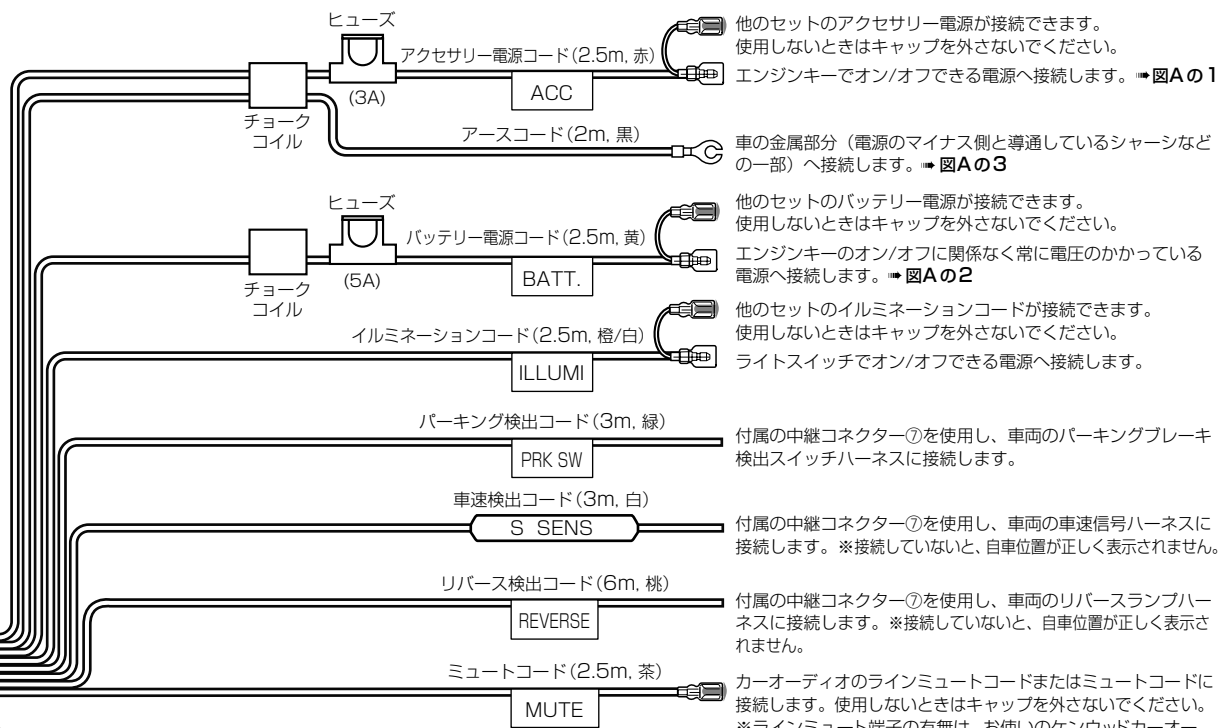 ヒューズ
アクセサリー電源コード(2.5m, 赤)
ACC
(3A)
チョーク
コイル
他のセットのアクセサリー電源が接続できます。
使用しないときはキャップを外さないでください。
エンジンキーでオン/オフできる電源へ接続します。➠図Aの1
アースコード(2m, 黒)
車の金属部分（電源のマイナス側と導通しているシャーシなど
の一部）へ接続します。➠図Aの3
ヒューズ
バッテリー電源コード(2.5m, 黄)
BATT.
(5A)
チョーク
コイル
他のセットのバッテリー電源が接続できます。
使用しないときはキャップを外さないでください。
エンジンキーのオン/オフに関係なく常に電圧のかかっている
電源へ接続します。➠図Aの2
イルミネーションコード(2.5m, 橙/白)
ILLUMI
他のセットのイルミネーションコードが接続できます。
使用しないときはキャップを外さないでください。
ライトスイッチでオン/オフできる電源へ接続します。
パーキング検出コード(3m, 緑)
PRK SW
付属の中継コネクター⑦を使用し、車両のパーキングブレーキ
検出スイッチハーネスに接続します。
車速検出コード(3m, 白)
S SENS
付属の中継コネクター⑦を使用し、車両の車速信号ハーネスに
接続します。※接続していないと、自車位置が正しく表示されません。
リバース検出コード(6m, 桃)
REVERSE
付属の中継コネクター⑦を使用し、車両のリバースランプハー
ネスに接続します。※接続していないと、自車位置が正しく表示さ
れません。
ミュートコード(2.5m, 茶)
MUTE
カーオーディオのラインミュートコードまたはミュートコードに
接続します。使用しないときはキャップを外さないでください。
※ラインミュート端子の有無は、お使いのケンウッドカーオー